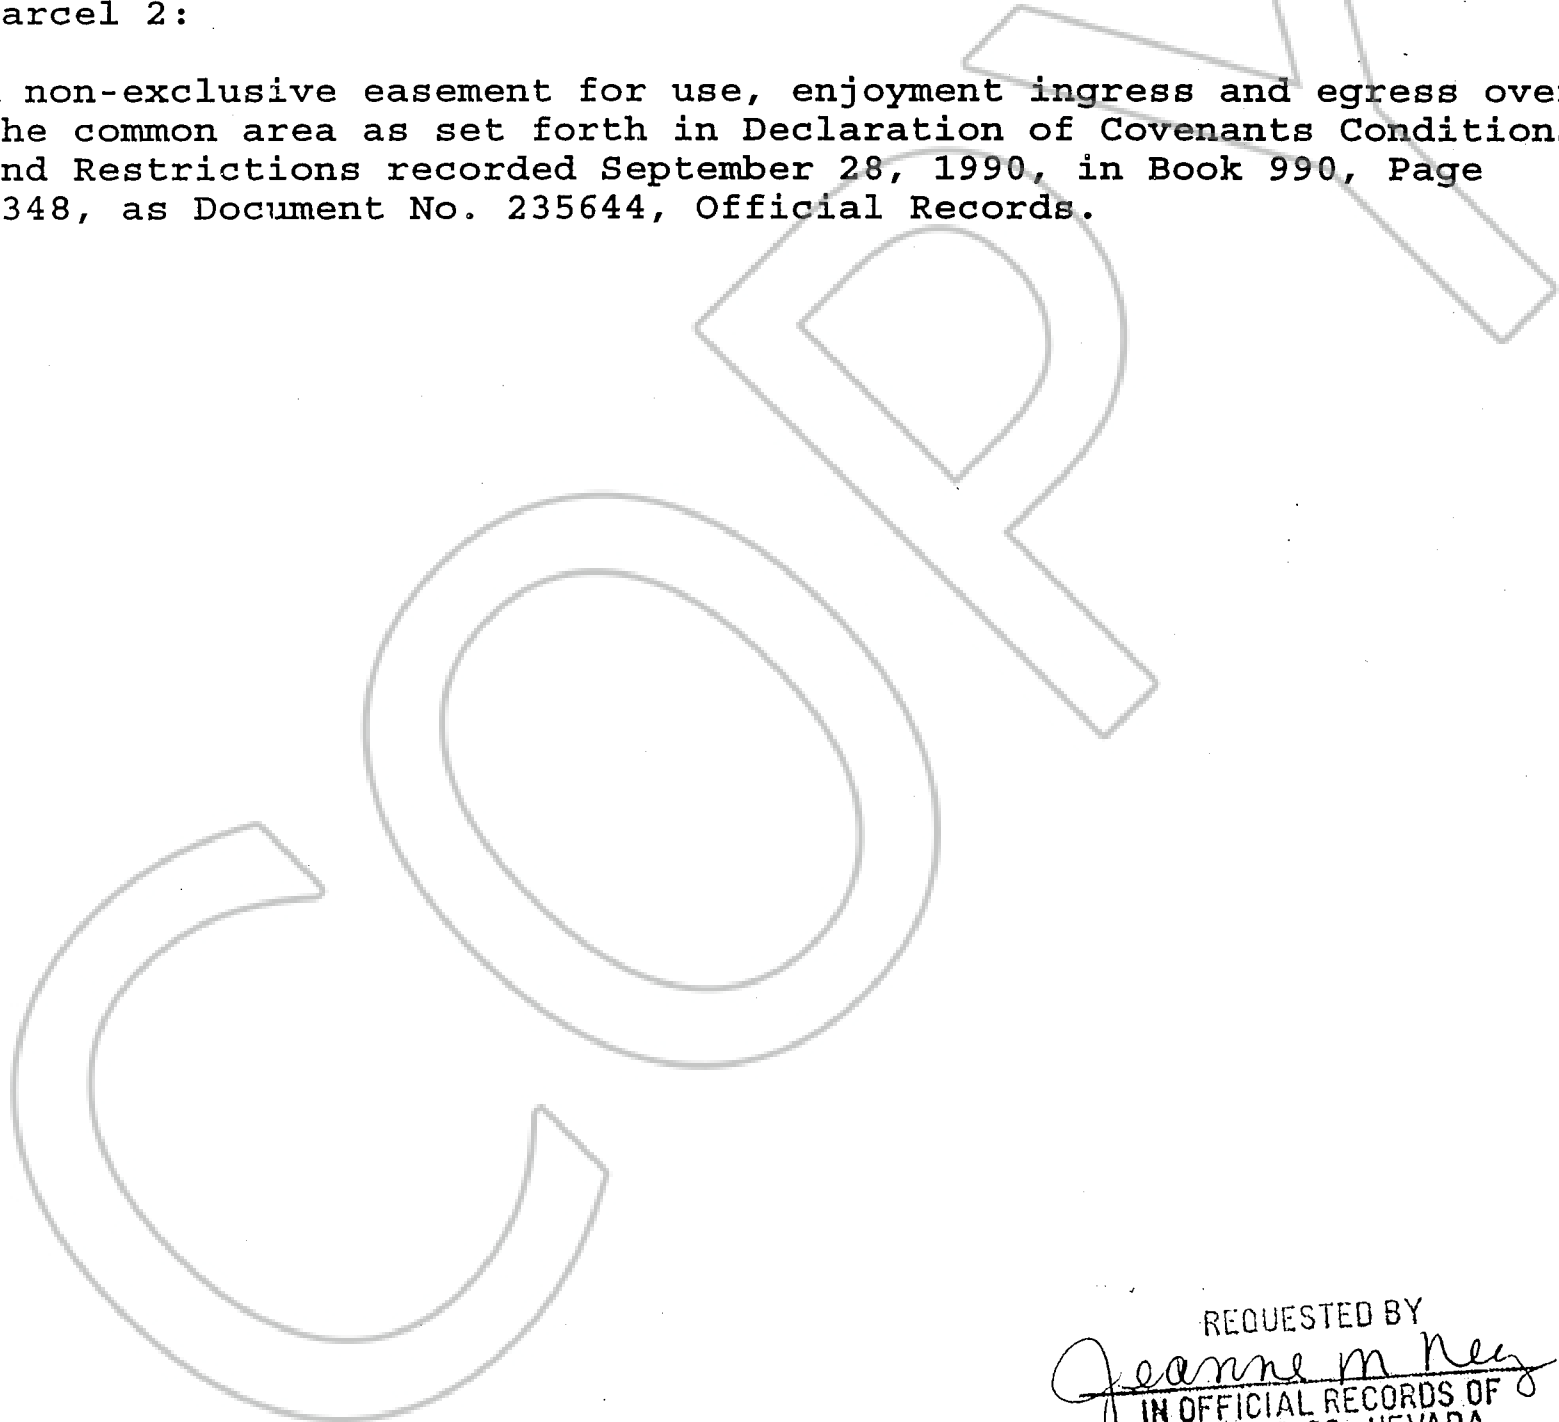 arcel 2:
non-exclusive easement for use, enjoyment ingress and egress ove
he common area as set forth in Declaration of Covenants Condition
nd Restrictions recorded September 28, 1990, in Book 990, Page
348, as Document No. 235644, Official Records.
COPY
REQUESTED BY
Jeanne M
IN OFFICIAL RECORDS OF
NEVADA